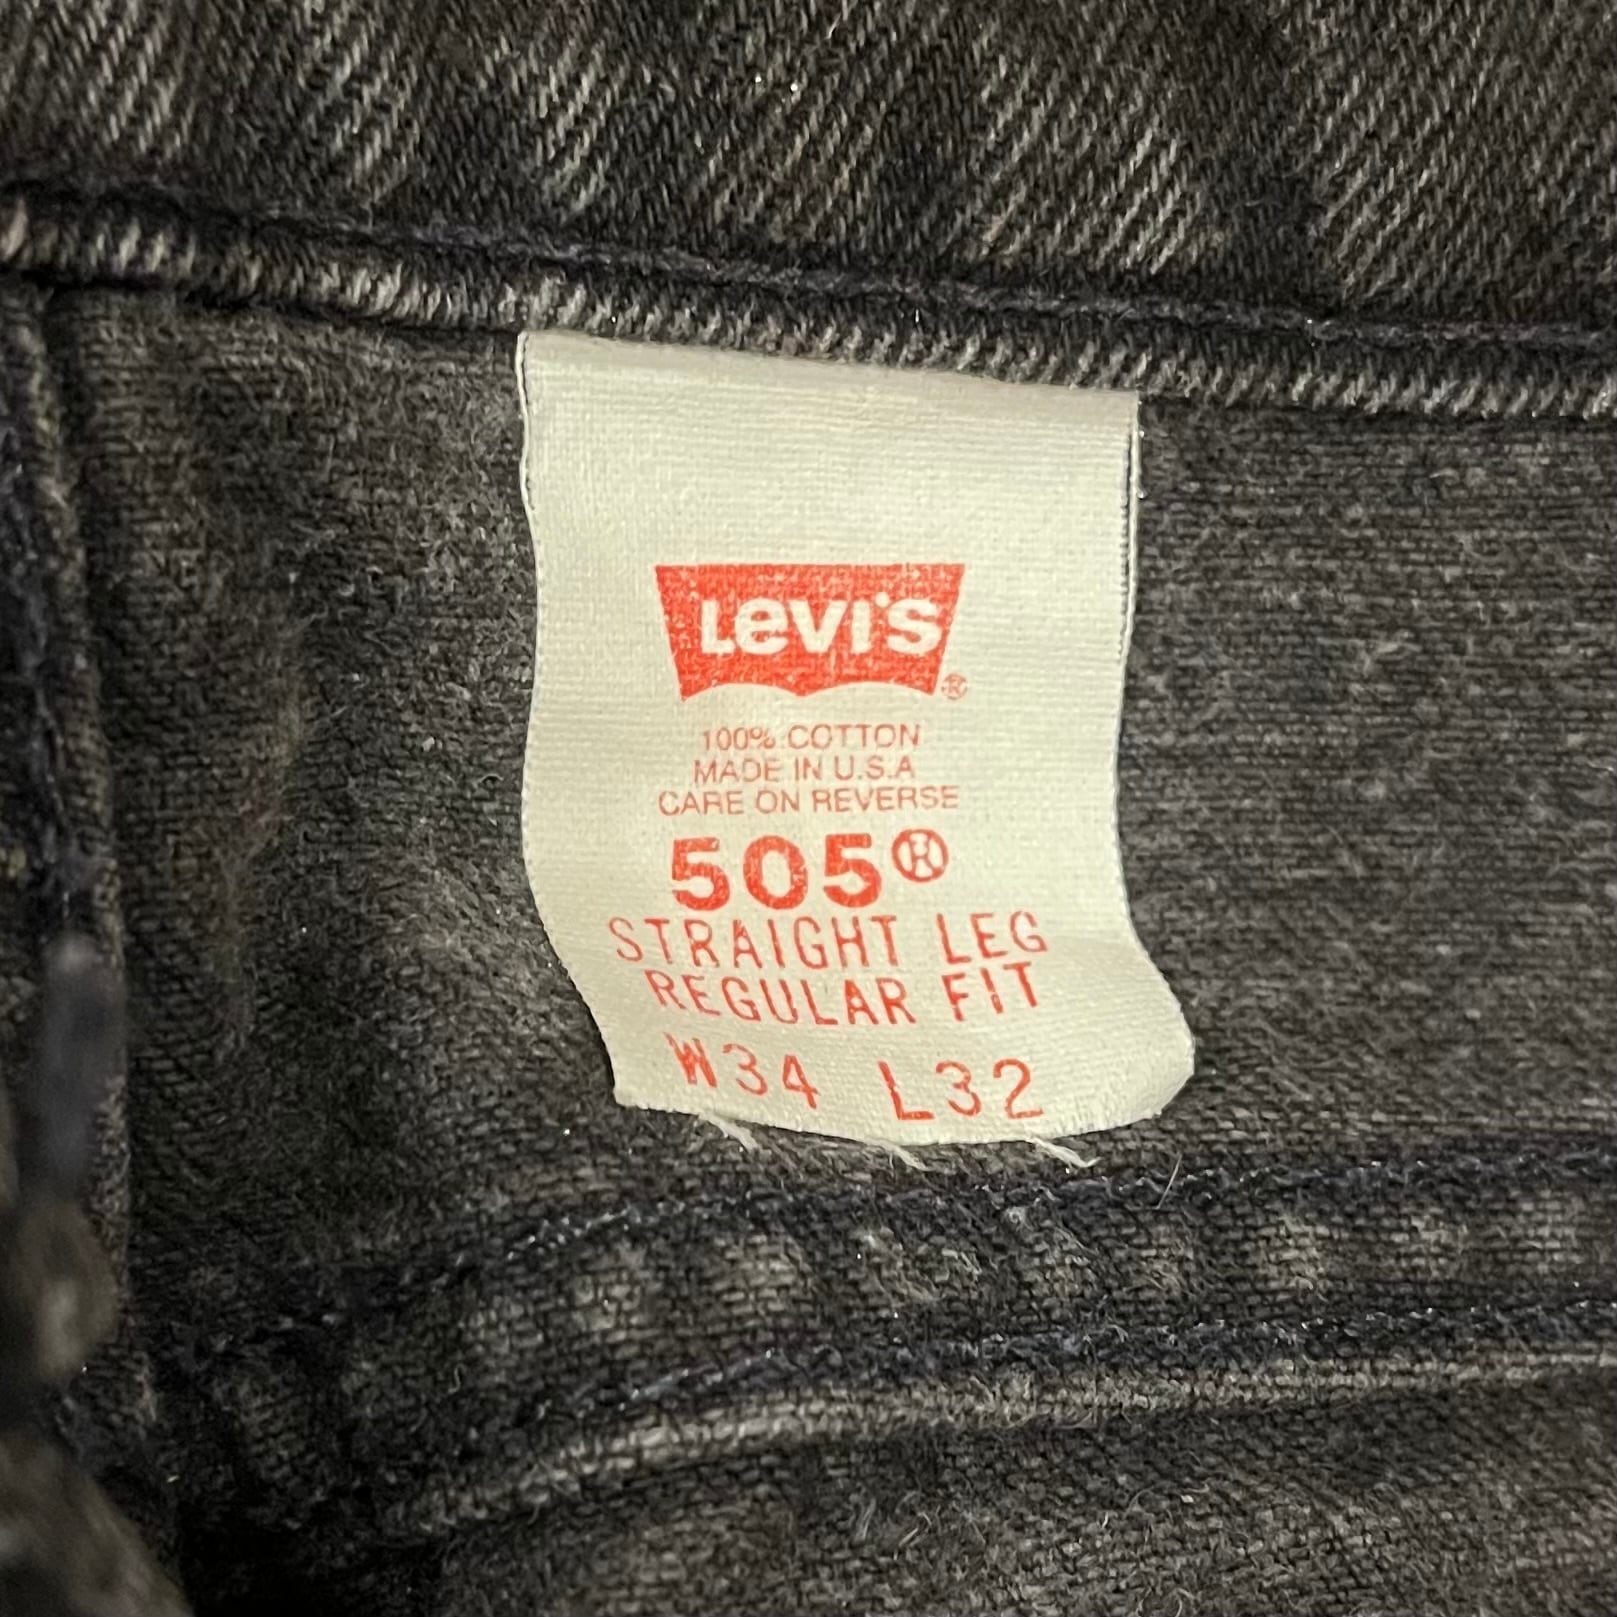 Levi's®
100% COTTON
MADE IN U.S.A
CARE ON REVERSE
505®
STRAIGHT LEG
REGULAR FIT
W34 L32